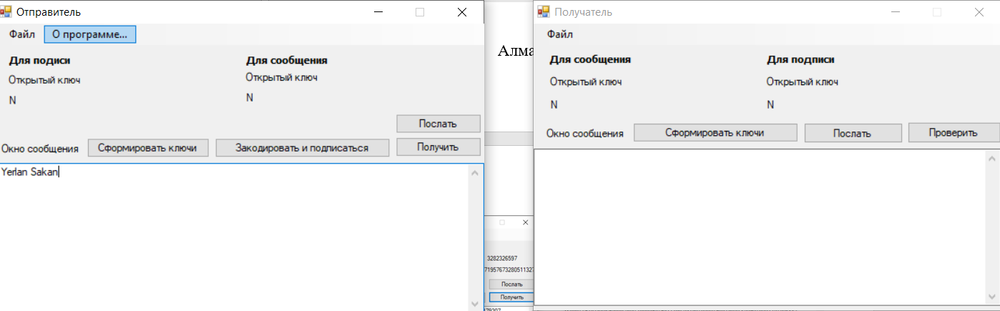 Отправитель
Файл О программе...
Для подиси Для сообщения
Открытый ключ Открытый ключ
N N
Послать
Окно сообщения Сформировать ключи Закодировать и подписаться Получить
Yerlan Sakan
Алма
3282326597
7195767328051132
Послать
Получить
Получатель
Файл
Для сообщения Для подписи
Открытый ключ Открытый ключ
N N
Окно сообщения Сформировать ключи Послать Проверить